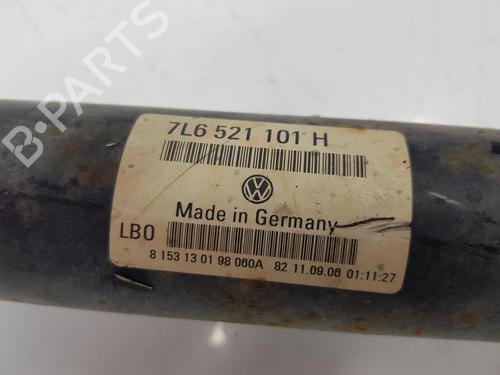 7L6 521 101 H
Made in Germany
LBO
8 153 13 01 98 060A 82 11.09.06 01:11:27
B-PARTS